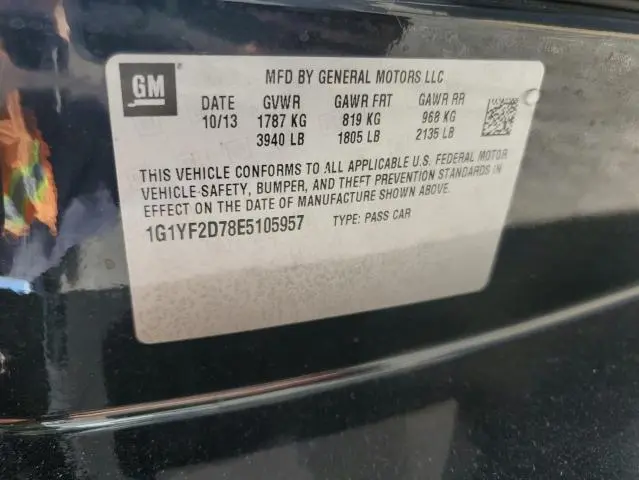 GM
MFD BY GENERAL MOTORS LLC
DATE GVWR GAWR FRT GAWR RR
10/13 1787 KG 819 KG 968 KG
3940 LB 1805 LB 2135 LB
THIS VEHICLE CONFORMS TO ALL APPLICABLE U.S. FEDERAL MOTOR
VEHICLE SAFETY, BUMPER, AND THEFT PREVENTION STANDARDS IN
EFFECT ON THE DATE OF MANUFACTURE SHOWN ABOVE.
1G1YF2D78E5105957 TYPE: PASS CAR